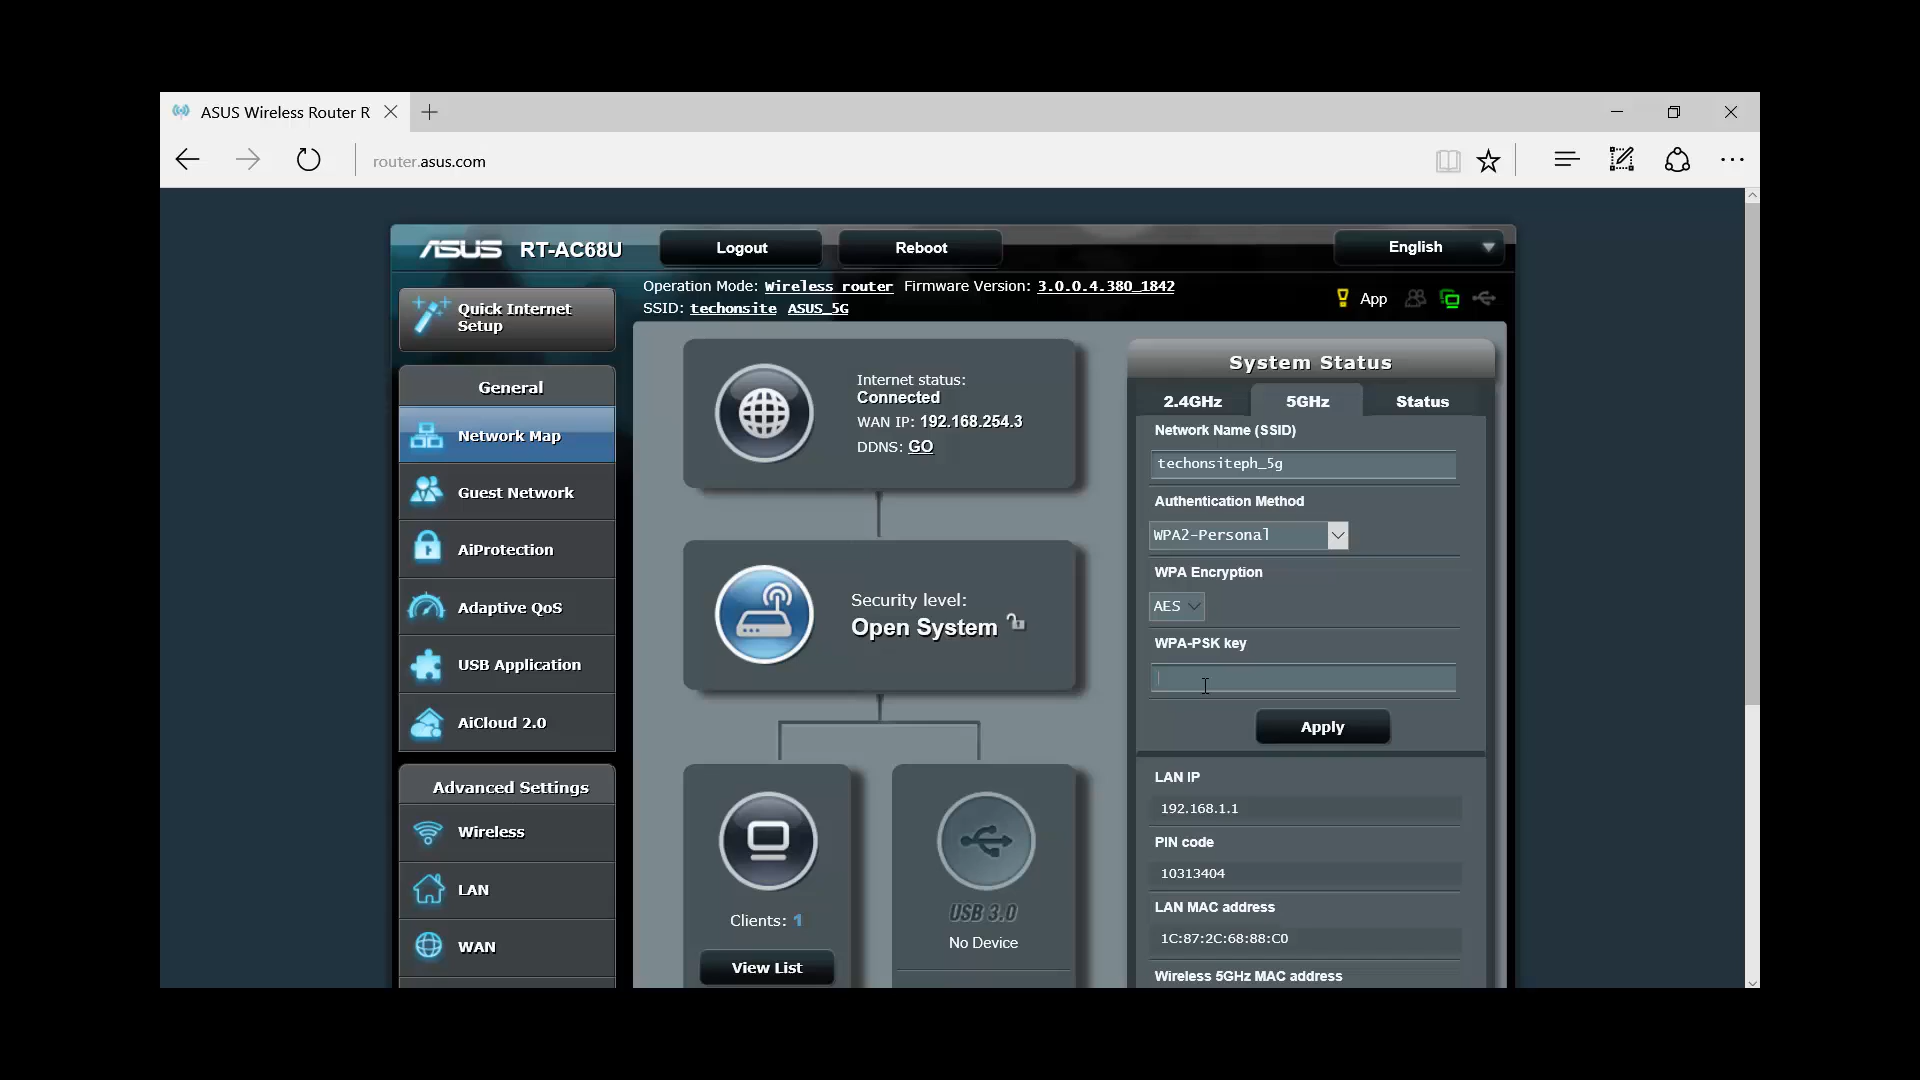 ASUS Wireless Router R
router.asus.com
ASUS RT-AC68U
Logout
Reboot
English
Operation Mode: Wireless router Firmware Version: 3.0.0.4.380_1842
SSID: techonsite ASUS_5G
App
Quick Internet
Setup
General
Network Map
Guest Network
AiProtection
Adaptive QoS
USB Application
AiCloud 2.0
Advanced Settings
Wireless
LAN
WAN
Internet status:
Connected
WAN IP: 192.168.254.3
DDNS: GO
Security level:
Open System
Clients: 1
View List
USB 3.0
No Device
System Status
2.4GHz
5GHz
Status
Network Name (SSID)
techonsiteph_5g
Authentication Method
WPA2-Personal
WPA Encryption
AES
WPA-PSK key
Apply
LAN IP
192.168.1.1
PIN code
10313404
LAN MAC address
1C:87:2C:68:88:C0
Wireless 5GHz MAC address